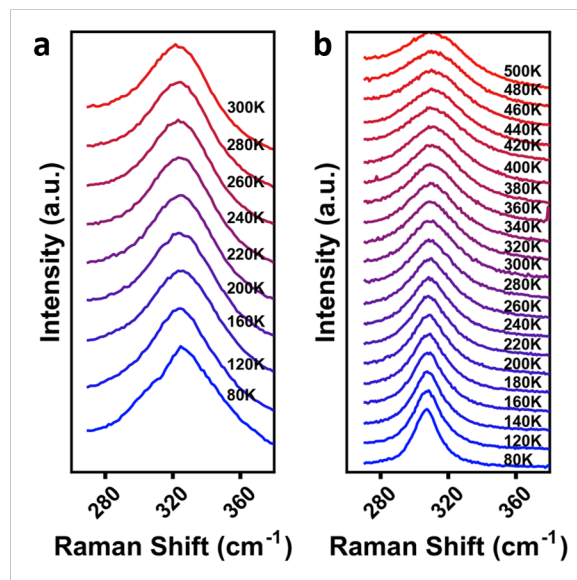 a
300K
280K
260K
240K
220K
200K
160K
120K
80K
Intensity (a.u.)
280
320
360
Raman Shift (cm-1)
b
500K
480K
460K
440K
420K
400K
380K
360K
340K
320K
300K
280K
260K
240K
220K
200K
180K
160K
140K
120K
80K
Intensity (a.u.)
280
320
360
Raman Shift (cm-1)